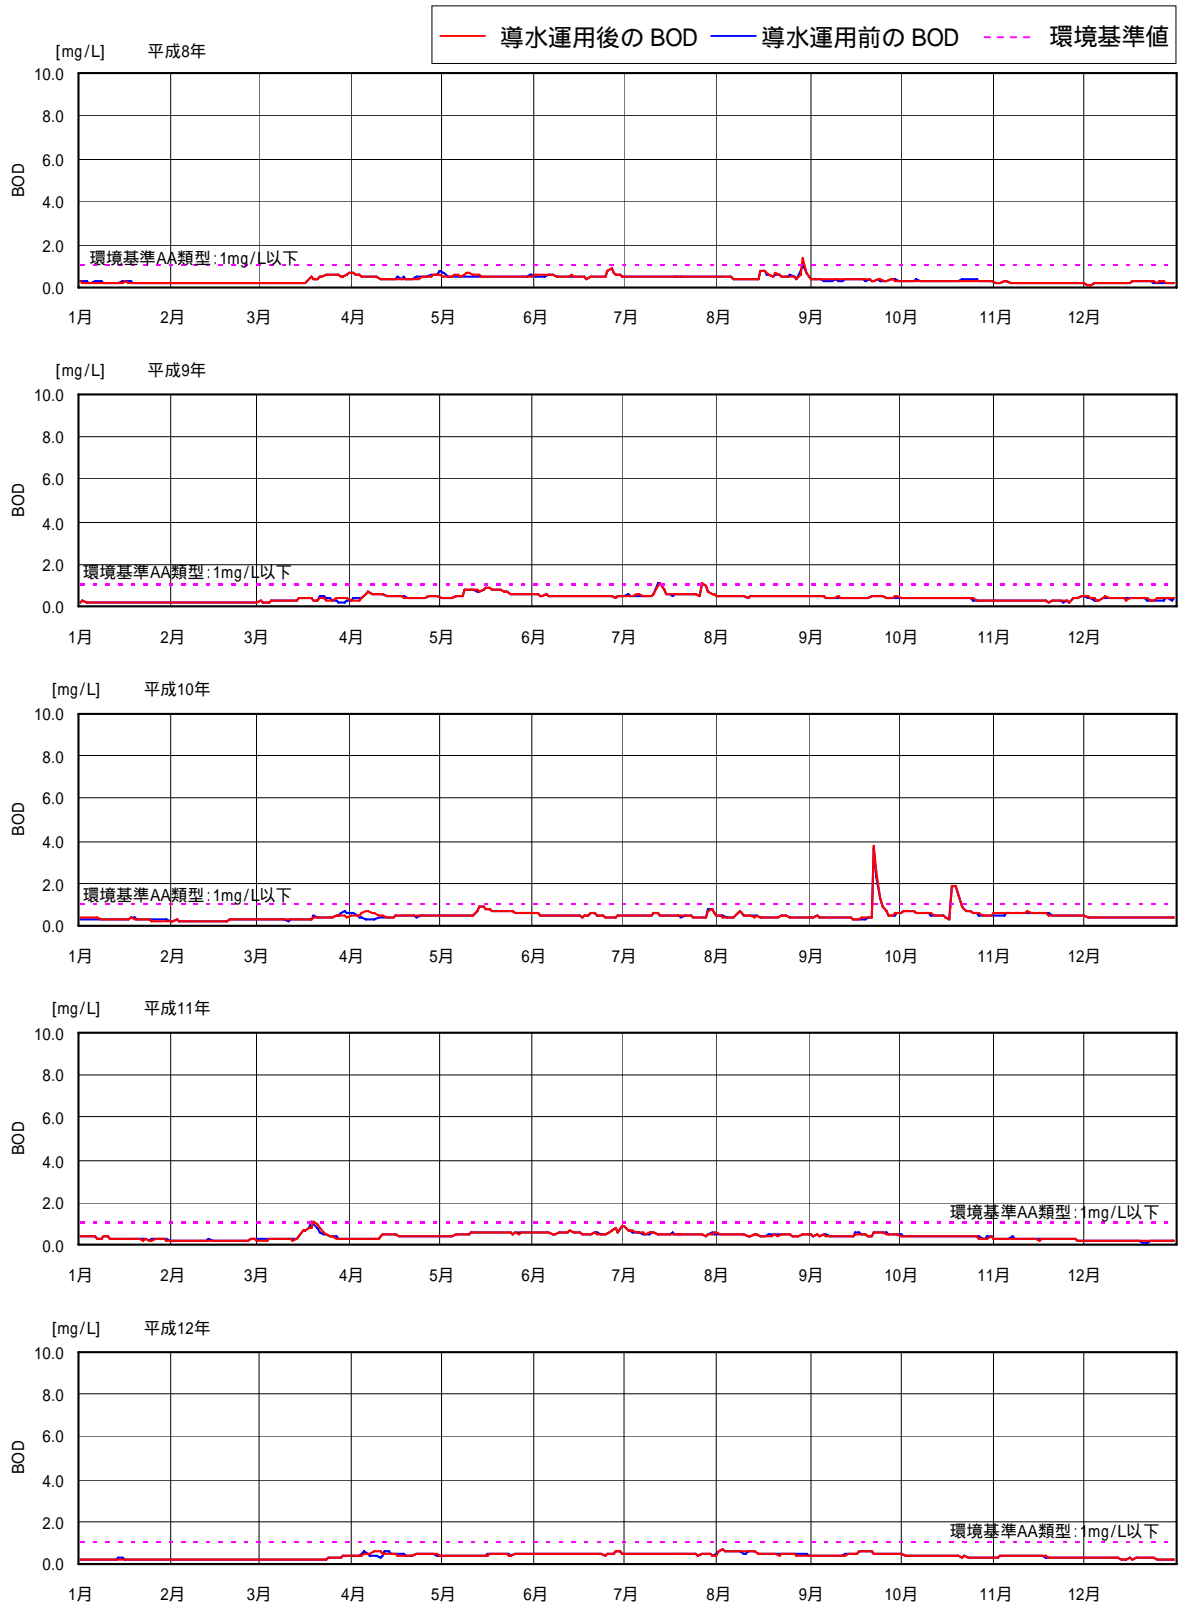 導水運用後の BOD 導水運用前の BOD 環境基準値
[mg/L] 平成8年
10.0
8.0
6.0
4.0
2.0
0.0
BOD
環境基準AA類型:1mg/L以下
1月 2月 3月 4月 5月 6月 7月 8月 9月 10月 11月 12月
[mg/L] 平成9年
10.0
8.0
6.0
4.0
2.0
0.0
BOD
環境基準AA類型:1mg/L以下
1月 2月 3月 4月 5月 6月 7月 8月 9月 10月 11月 12月
[mg/L] 平成10年
10.0
8.0
6.0
4.0
2.0
0.0
BOD
環境基準AA類型:1mg/L以下
1月 2月 3月 4月 5月 6月 7月 8月 9月 10月 11月 12月
[mg/L] 平成11年
10.0
8.0
6.0
4.0
2.0
0.0
BOD
環境基準AA類型:1mg/L以下
1月 2月 3月 4月 5月 6月 7月 8月 9月 10月 11月 12月
[mg/L] 平成12年
10.0
8.0
6.0
4.0
2.0
0.0
BOD
環境基準AA類型:1mg/L以下
1月 2月 3月 4月 5月 6月 7月 8月 9月 10月 11月 12月